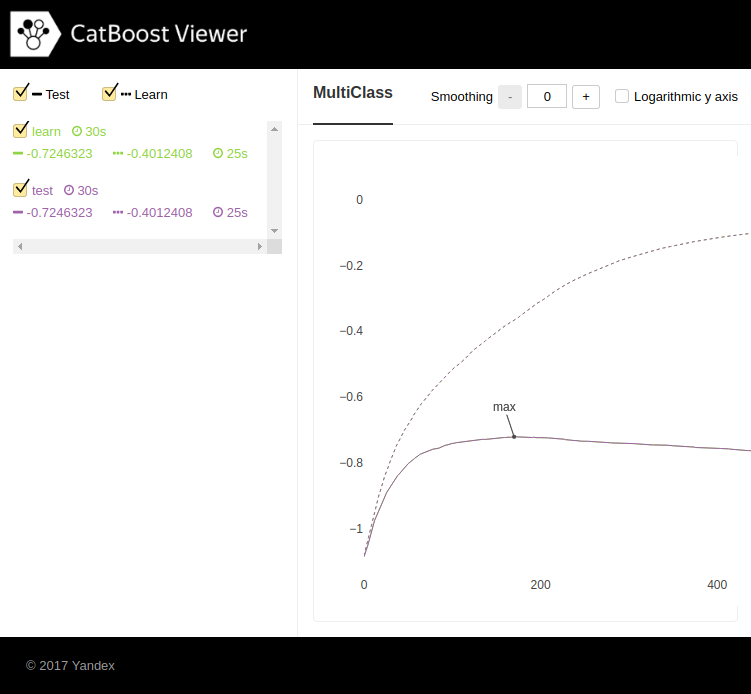 CatBoost Viewer
Test Learn
MultiClass Smoothing - 0 + Logarithmic y axis
learn 30s
-0.7246323 -0.4012408 25s
test 30s
-0.7246323 -0.4012408 25s
0
−0.2
−0.4
−0.6
max
−0.8
−1
0 200 400
© 2017 Yandex